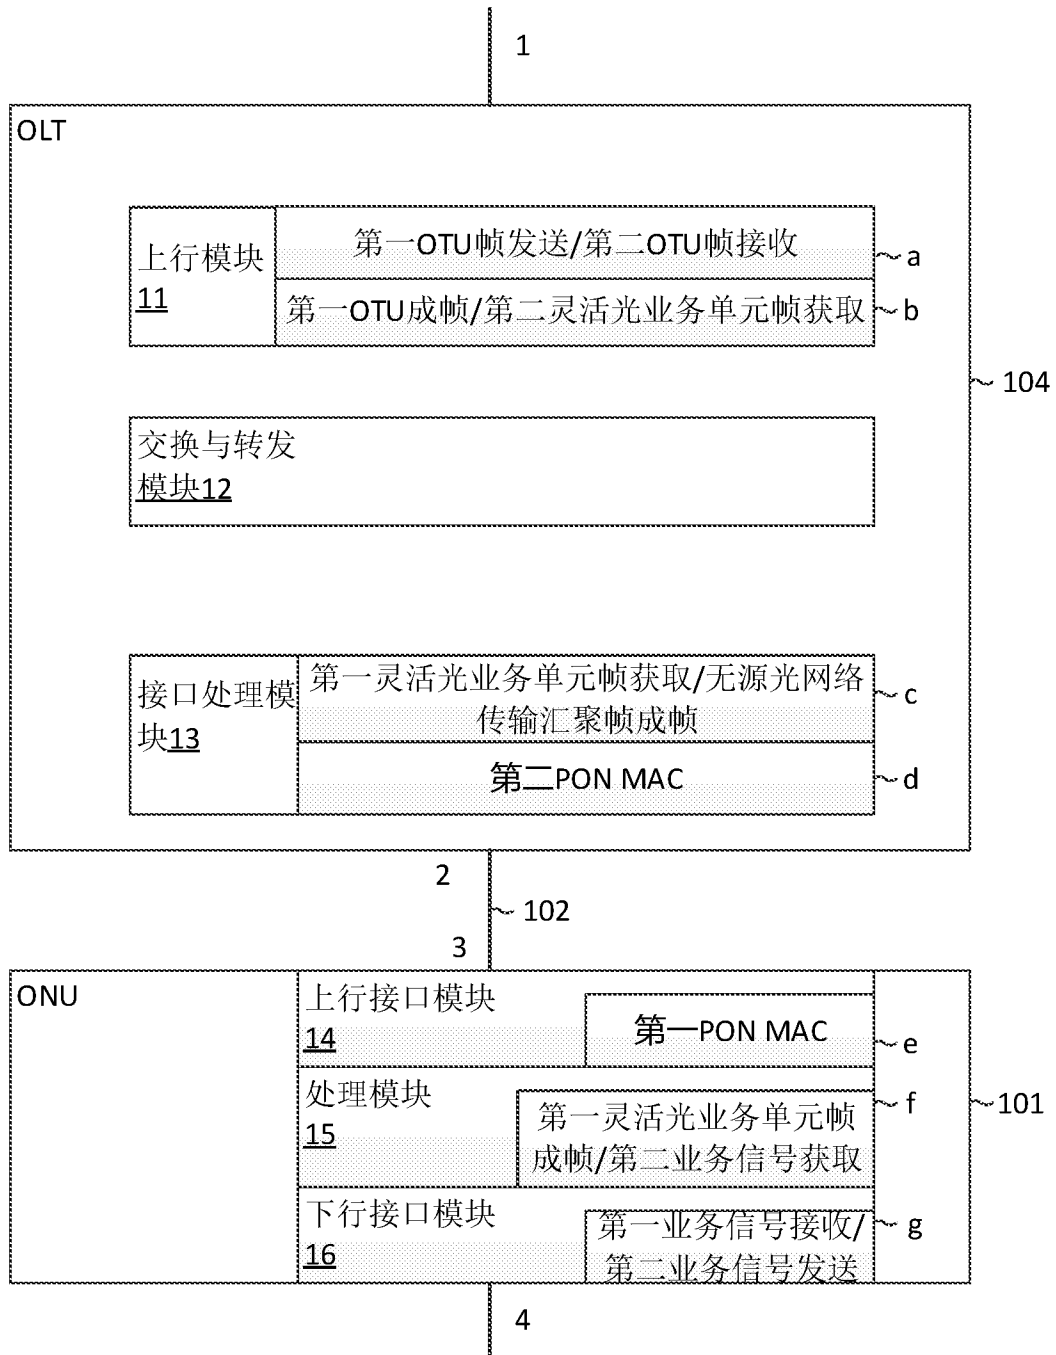 1
OLT
上行模块
11
第一OTU帧发送/第二OTU帧接收
a
第一OTU成帧/第二灵活光业务单元帧获取
b
104
交换与转发
模块12
接口处理模
块13
第一灵活光业务单元帧获取/无源光网络
传输汇聚帧成帧
c
第二PON MAC
d
2
102
3
ONU
上行接口模块
14
第一PON MAC
e
处理模块
15
第一灵活光业务单元帧
成帧/第二业务信号获取
f
101
下行接口模块
16
第一业务信号接收/
第二业务信号发送
g
4